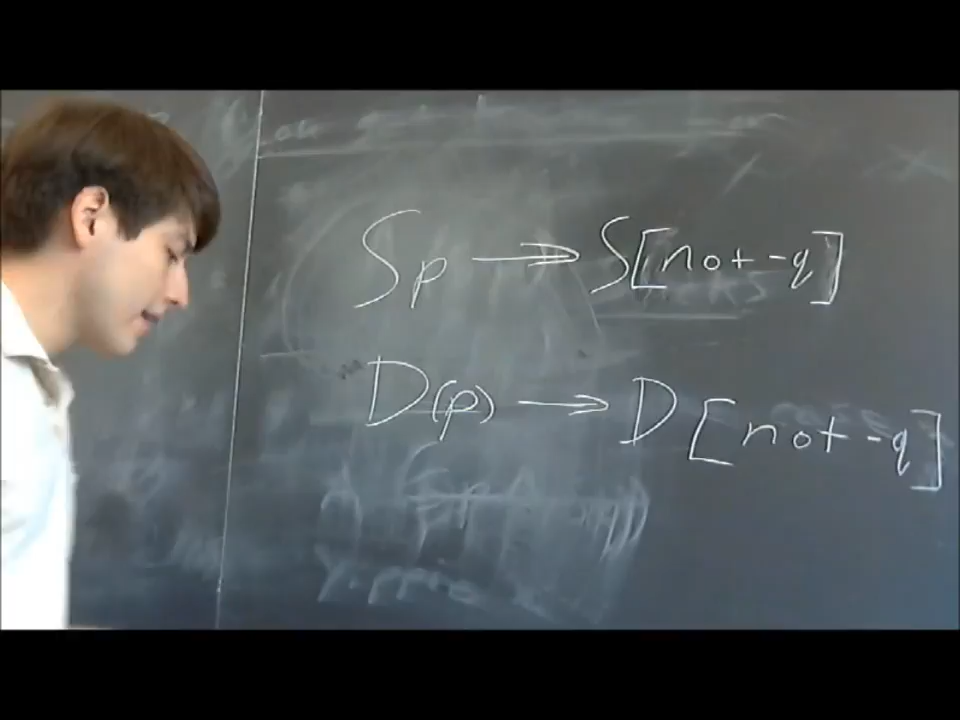 Sp → S[not-q]
D(p) → D[not-q]